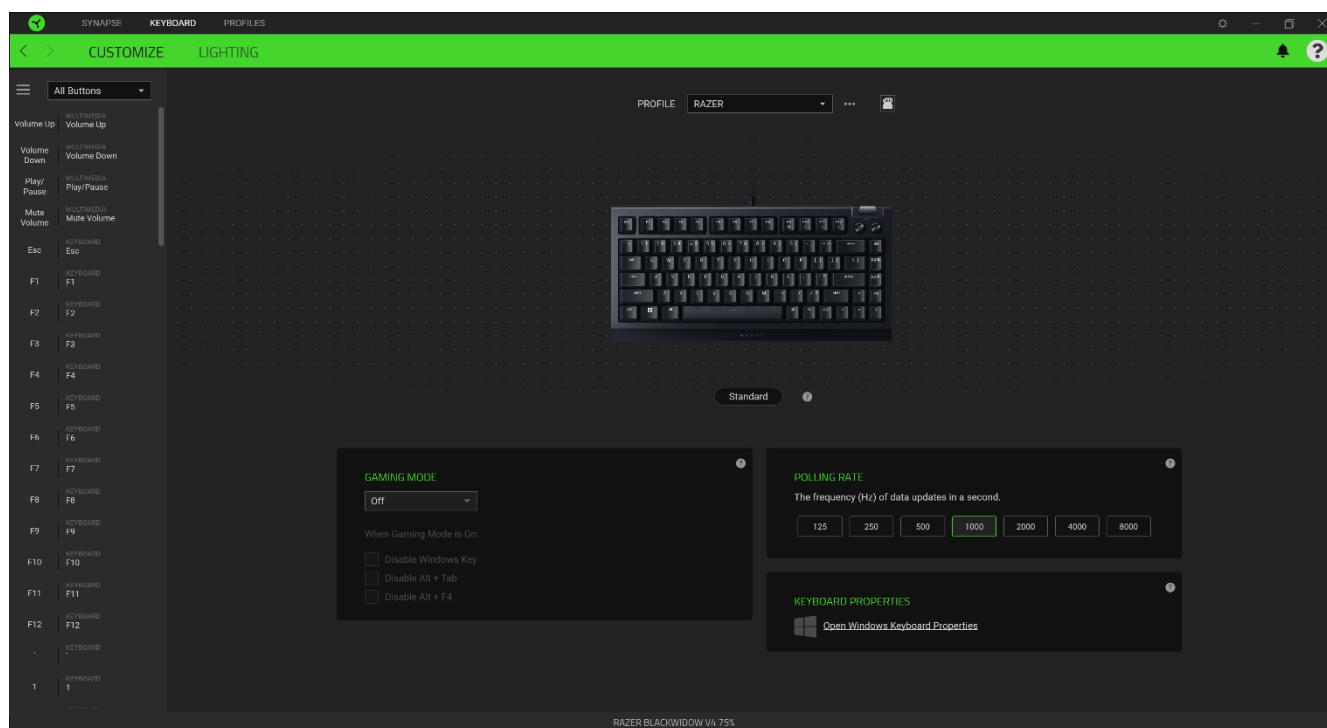 SYNAPSE KEYBOARD PROFILES
CUSTOMIZE LIGHTING
All Buttons
PROFILE RAZER
Volume Up
MULTIMEDIA
Volume Up
Volume Down
MULTIMEDIA
Volume Down
Play/
Pause
MULTIMEDIA
Play/Pause
Mute
Volume
MULTIMEDIA
Mute Volume
Esc
KEYBOARD
Esc
F1
KEYBOARD
F1
F2
KEYBOARD
F2
F3
KEYBOARD
F3
F4
KEYBOARD
F4
F5
KEYBOARD
F5
F6
KEYBOARD
F6
F7
KEYBOARD
F7
F8
KEYBOARD
F8
F9
KEYBOARD
F9
F10
KEYBOARD
F10
F11
KEYBOARD
F11
F12
KEYBOARD
F12
`
KEYBOARD
`
1
KEYBOARD
1
Standard
GAMING MODE
Off
When Gaming Mode is On:
Disable Windows Key
Disable Alt + Tab
Disable Alt + F4
POLLING RATE
The frequency (Hz) of data updates in a second.
125 250 500 1000 2000 4000 8000
KEYBOARD PROPERTIES
Open Windows Keyboard Properties
RAZER BLACKWIDOW V4 75%